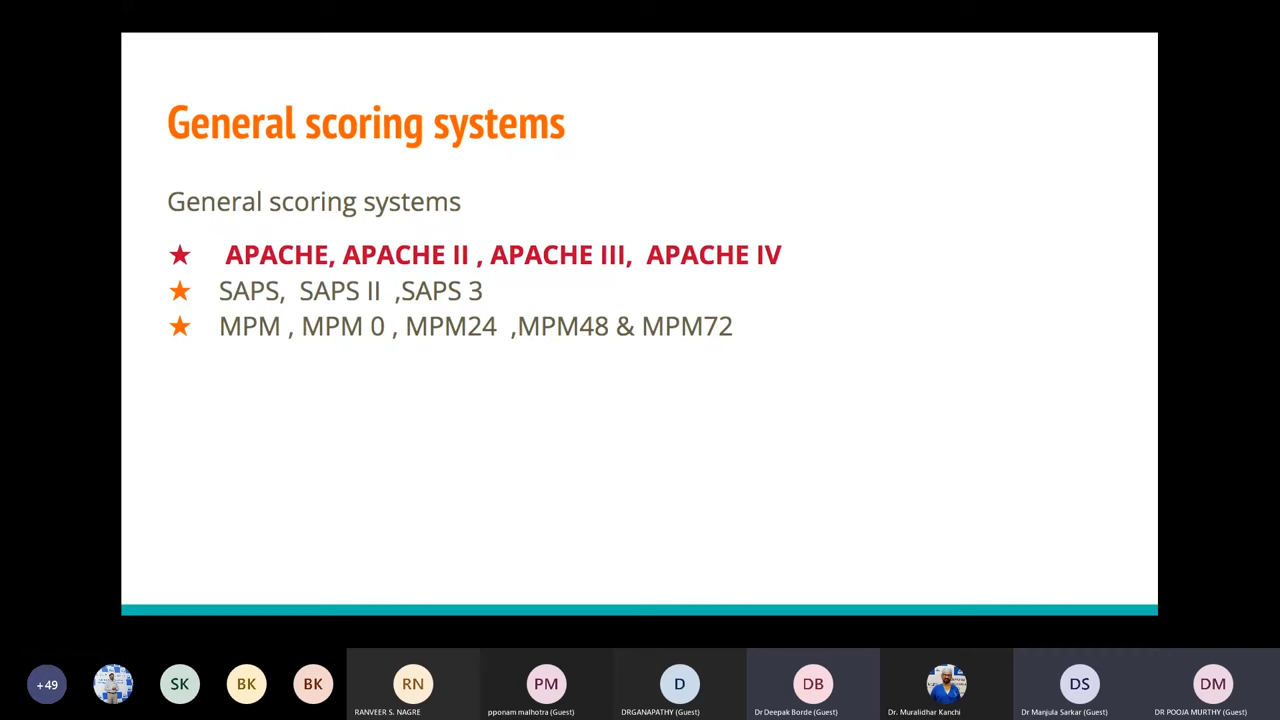 General scoring systems
General scoring systems
★ APACHE, APACHE II , APACHE III, APACHE IV
★ SAPS, SAPS II ,SAPS 3
★ MPM , MPM 0 , MPM24 ,MPM48 & MPM72
+49 SK BK BK RN PM D DB DS DM
RANVEER S. NAGRE pponam malhotra (Guest) DRGANAPATHY (Guest) Dr Deepak Borde (Guest) Dr. Muralidhar Kanchi Dr Manjula Sarkar (Guest) DR POOJA MURTHY (Guest)